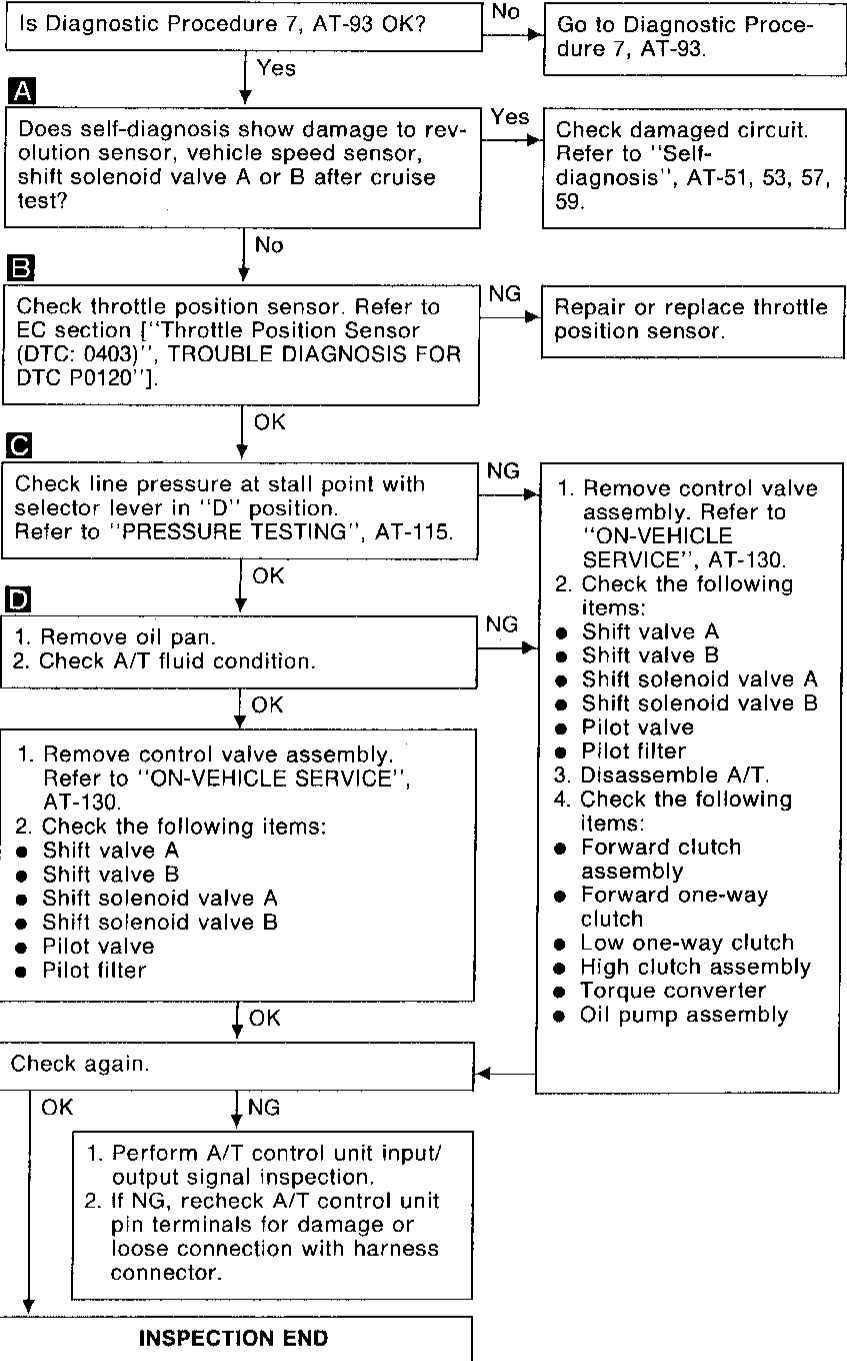 Is Diagnostic Procedure 7, AT-93 OK?
No
Go to Diagnostic Proce-
dure 7, AT-93.
Yes
A
Does self-diagnosis show damage to rev-
olution sensor, vehicle speed sensor,
shift solenoid valve A or B after cruise
test?
Yes
Check damaged circuit.
Refer to "Self-
diagnosis", AT-51, 53, 57,
59.
No
B
Check throttle position sensor. Refer to
EC section ["Throttle Position Sensor
(DTC: 0403)", TROUBLE DIAGNOSIS FOR
DTC P0120"].
NG
Repair or replace throttle
position sensor.
OK
C
Check line pressure at stall point with
selector lever in "D" position.
Refer to "PRESSURE TESTING", AT-115.
NG
OK
D
1. Remove oil pan.
2. Check A/T fluid condition.
NG
1. Remove control valve
assembly. Refer to
"ON-VEHICLE
SERVICE", AT-130.
2. Check the following
items:
● Shift valve A
● Shift valve B
● Shift solenoid valve A
● Shift solenoid valve B
● Pilot valve
● Pilot filter
3. Disassemble A/T.
4. Check the following
items:
● Forward clutch
assembly
● Forward one-way
clutch
● Low one-way clutch
● High clutch assembly
● Torque converter
● Oil pump assembly
OK
1. Remove control valve assembly.
Refer to "ON-VEHICLE SERVICE",
AT-130.
2. Check the following items:
● Shift valve A
● Shift valve B
● Shift solenoid valve A
● Shift solenoid valve B
● Pilot valve
● Pilot filter
OK
Check again.
OK
NG
1. Perform A/T control unit input/
output signal inspection.
2. If NG, recheck A/T control unit
pin terminals for damage or
loose connection with harness
connector.
INSPECTION END